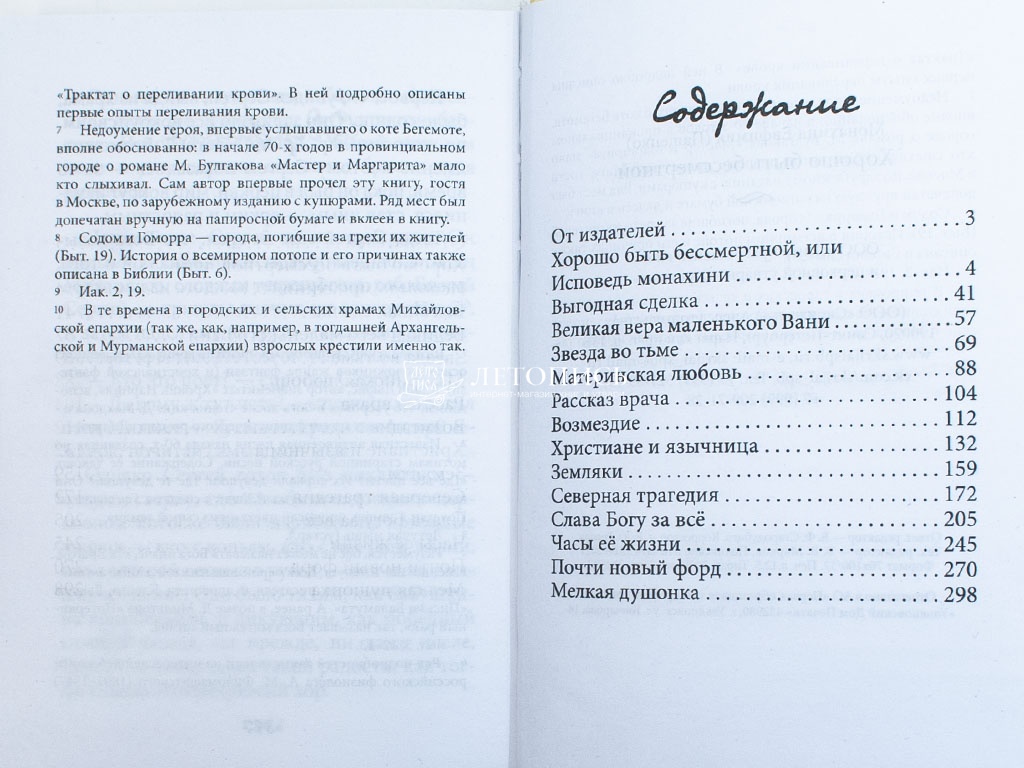 «Трактат о переливании крови». В ней подробно описаны
первые опыты переливания крови.
7 Недоумение героя, впервые услышавшего о коте Бегемоте,
вполне обоснованно: в начале 70-х годов в провинциальном
городе о романе М. Булгакова «Мастер и Маргарита» мало
кто слыхивал. Сам автор впервые прочел эту книгу, гостя
в Москве, по зарубежному изданию с купюрами. Ряд мест был
допечатан вручную на папиросной бумаге и вклеен в книгу.
8 Содом и Гоморра — города, погибшие за грехи их жителей
(Быт. 19). История о всемирном потопе и его причинах также
описана в Библии (Быт. 6).
9 Иак. 2, 19.
10 В те времена в городских и сельских храмах Михайлов-
ской епархии (так же, как, например, в тогдашней Архангель-
ской и Мурманской епархии) взрослых крестили именно так.
ЛЕТОПИСЬ
Содержание
От издателей 3
Хорошо быть бессмертной, или
Исповедь монахини 4
Выгодная сделка 41
Великая вера маленького Вани 57
Звезда во тьме 69
Материнская любовь 88
Рассказ врача 104
Возмездие 112
Христиане и язычница 132
Земляки 159
Северная трагедия 172
Слава Богу за всё 205
Часы её жизни 245
Почти новый форд 270
Мелкая душонка 298